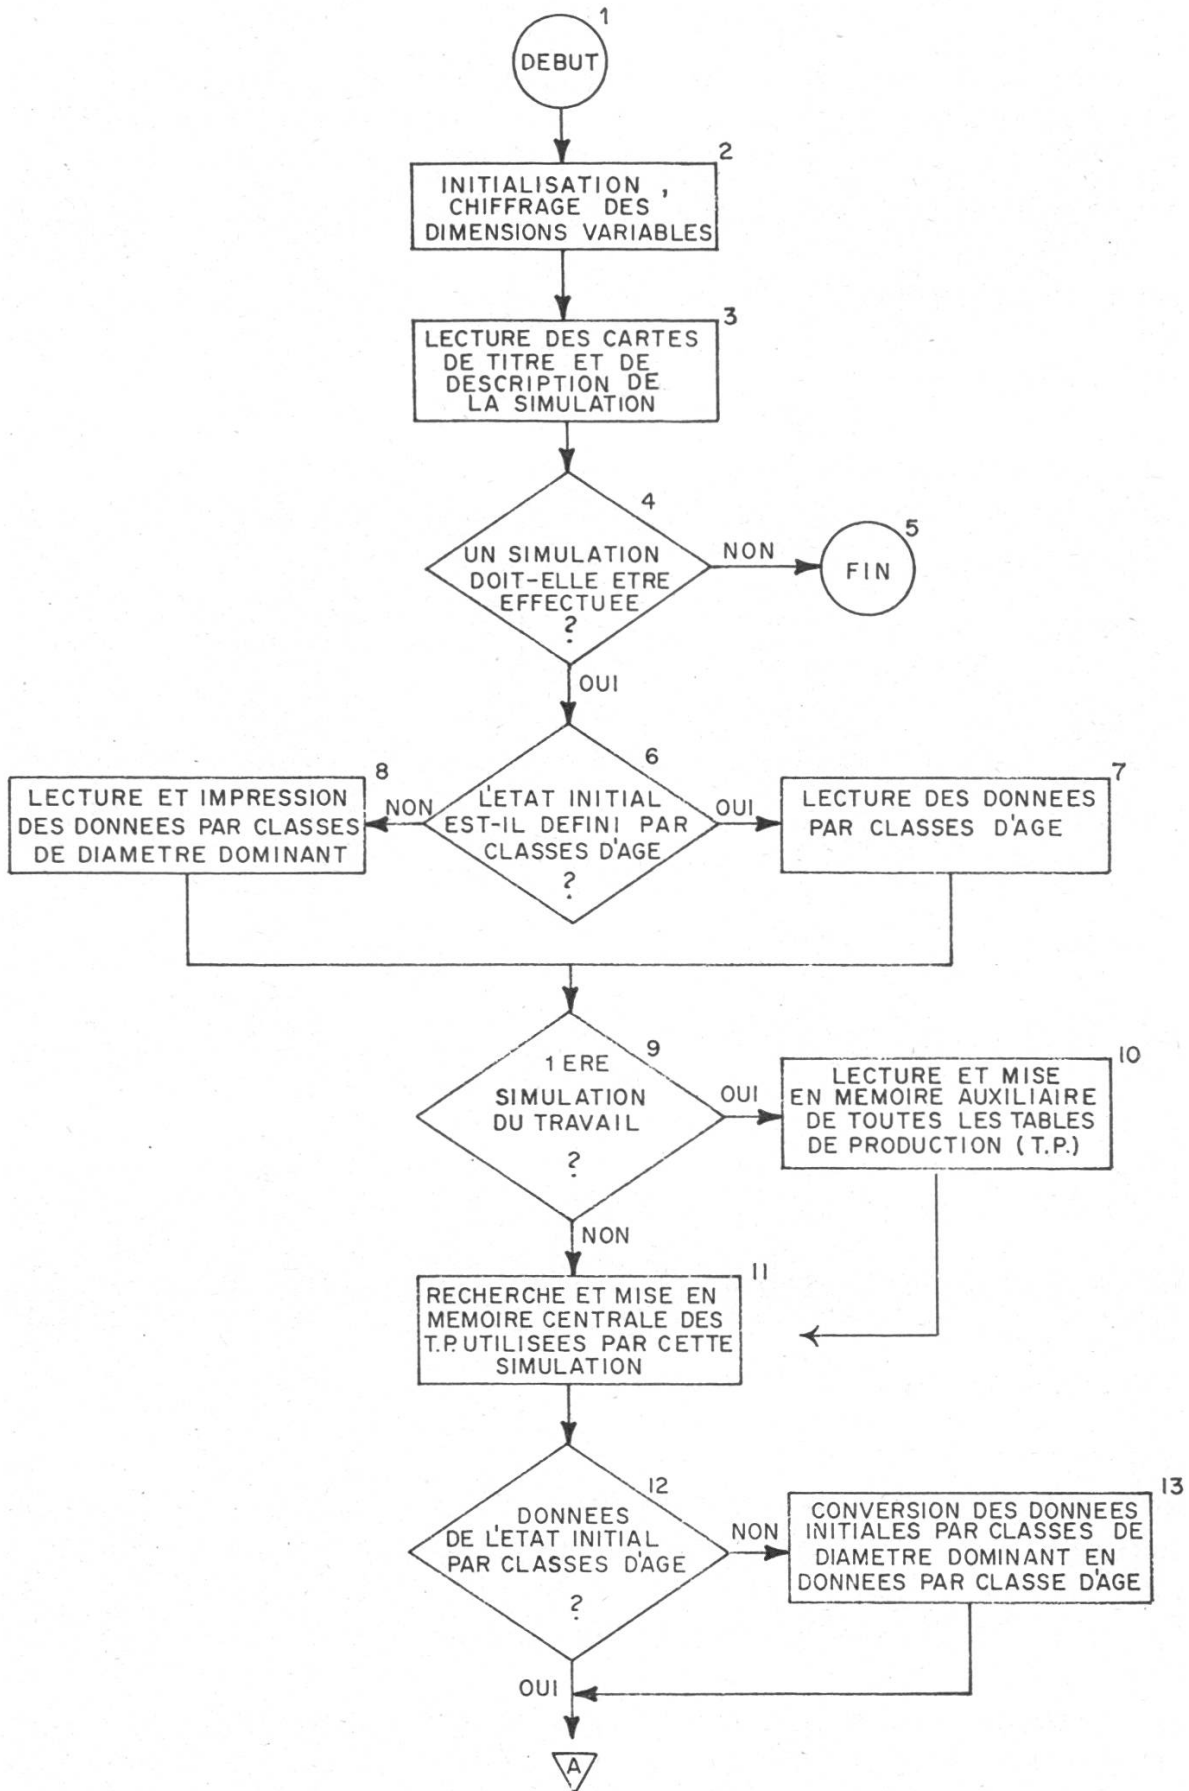 1
DEBUT
2
INITIALISATION ,
CHIFFRAGE DES
DIMENSIONS VARIABLES
3
LECTURE DES CARTES
DE TITRE ET DE
DESCRIPTION DE
LA SIMULATION
4
UN SIMULATION
DOIT-ELLE ETRE
EFFECTUEE
?
NON
5
FIN
OUI
6
L'ETAT INITIAL
EST-IL DEFINI PAR
CLASSES D'AGE
?
NON
8
LECTURE ET IMPRESSION
DES DONNEES PAR CLASSES
DE DIAMETRE DOMINANT
OUI
7
LECTURE DES DONNEES
PAR CLASSES D'AGE
9
1 ERE
SIMULATION
DU TRAVAIL
?
OUI
10
LECTURE ET MISE
EN MEMOIRE AUXILIAIRE
DE TOUTES LES TABLES
DE PRODUCTION (T.P.)
NON
11
RECHERCHE ET MISE EN
MEMOIRE CENTRALE DES
T.P. UTILISEES PAR CETTE
SIMULATION
12
DONNEES
DE L'ETAT INITIAL
PAR CLASSES D'AGE
?
NON
13
CONVERSION DES DONNEES
INITIALES PAR CLASSES DE
DIAMETRE DOMINANT EN
DONNEES PAR CLASSE D'AGE
OUI
A